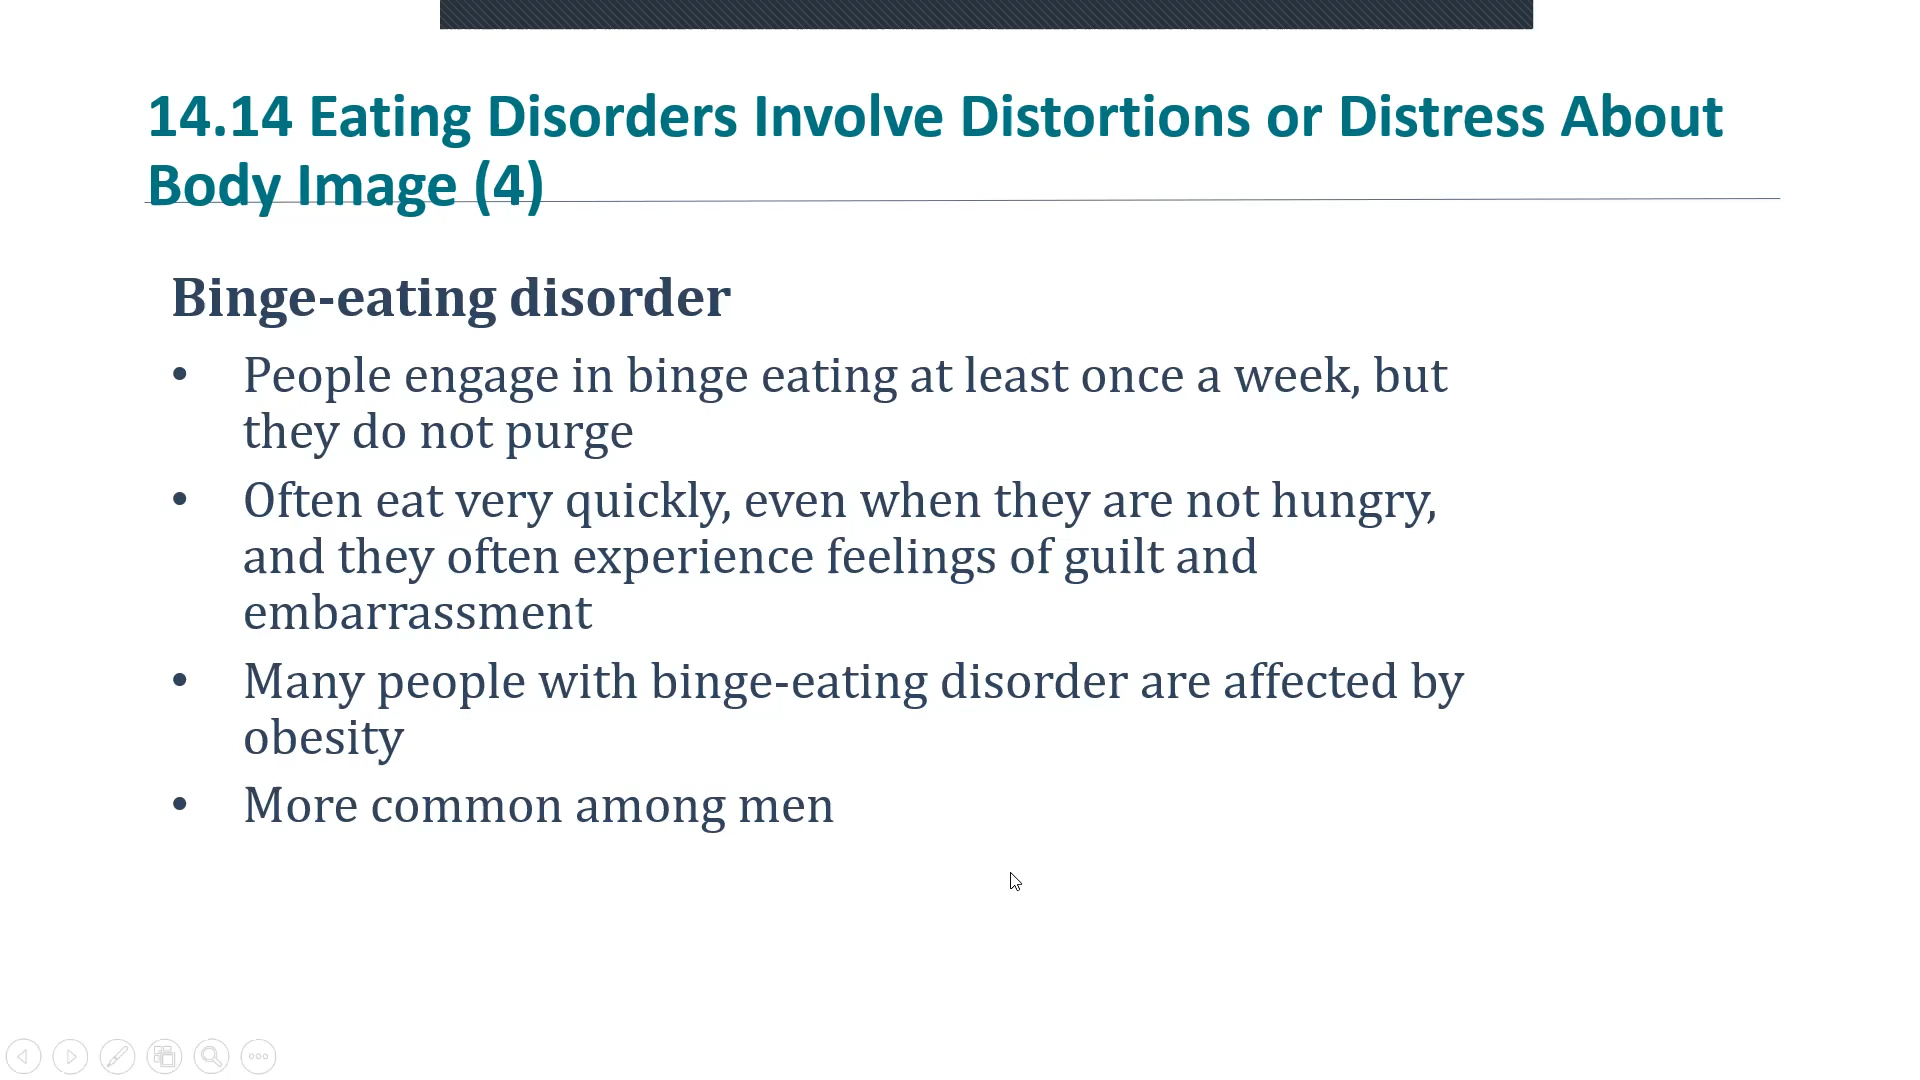 14.14 Eating Disorders Involve Distortions or Distress About
Body Image (4)
Binge-eating disorder
• People engage in binge eating at least once a week, but
they do not purge
• Often eat very quickly, even when they are not hungry,
and they often experience feelings of guilt and
embarrassment
• Many people with binge-eating disorder are affected by
obesity
• More common among men